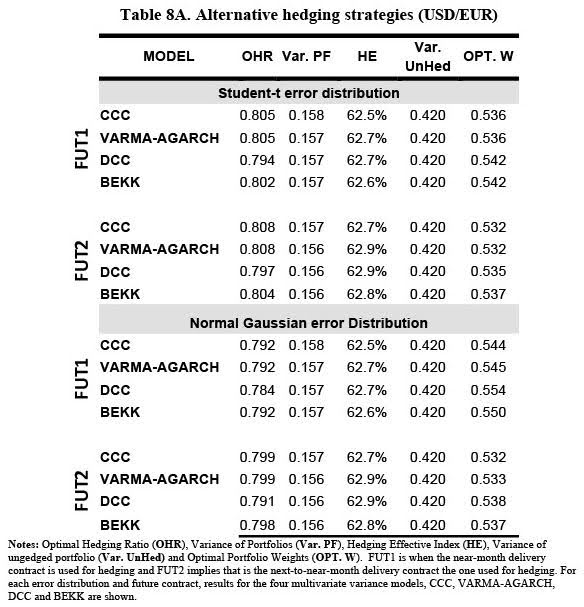 Table 8A. Alternative hedging strategies (USD/EUR)
MODEL OHR Var. PF HE Var. UnHed OPT. W
Student-t error distribution
FUT1
CCC 0.805 0.158 62.5% 0.420 0.536
VARMA-AGARCH 0.805 0.157 62.7% 0.420 0.536
DCC 0.794 0.157 62.7% 0.420 0.542
BEKK 0.802 0.157 62.6% 0.420 0.542
FUT2
CCC 0.808 0.157 62.7% 0.420 0.532
VARMA-AGARCH 0.808 0.156 62.9% 0.420 0.532
DCC 0.797 0.156 62.9% 0.420 0.535
BEKK 0.804 0.156 62.8% 0.420 0.537
Normal Gaussian error Distribution
FUT1
CCC 0.792 0.158 62.5% 0.420 0.544
VARMA-AGARCH 0.792 0.157 62.7% 0.420 0.545
DCC 0.784 0.157 62.7% 0.420 0.554
BEKK 0.792 0.157 62.6% 0.420 0.550
FUT2
CCC 0.799 0.157 62.7% 0.420 0.532
VARMA-AGARCH 0.799 0.156 62.9% 0.420 0.533
DCC 0.791 0.156 62.9% 0.420 0.538
BEKK 0.798 0.156 62.8% 0.420 0.537
Notes: Optimal Hedging Ratio (OHR), Variance of Portfolios (Var. PF), Hedging Effective Index (HE), Variance of
ungedged portfolio (Var. UnHed) and Optimal Portfolio Weights (OPT. W). FUT1 is when the near-month delivery
contract is used for hedging and FUT2 implies that is the next-to-near-month delivery contract the one used for hedging. For
each error distribution and future contract, results for the four multivariate variance models, CCC, VARMA-AGARCH,
DCC and BEKK are shown.